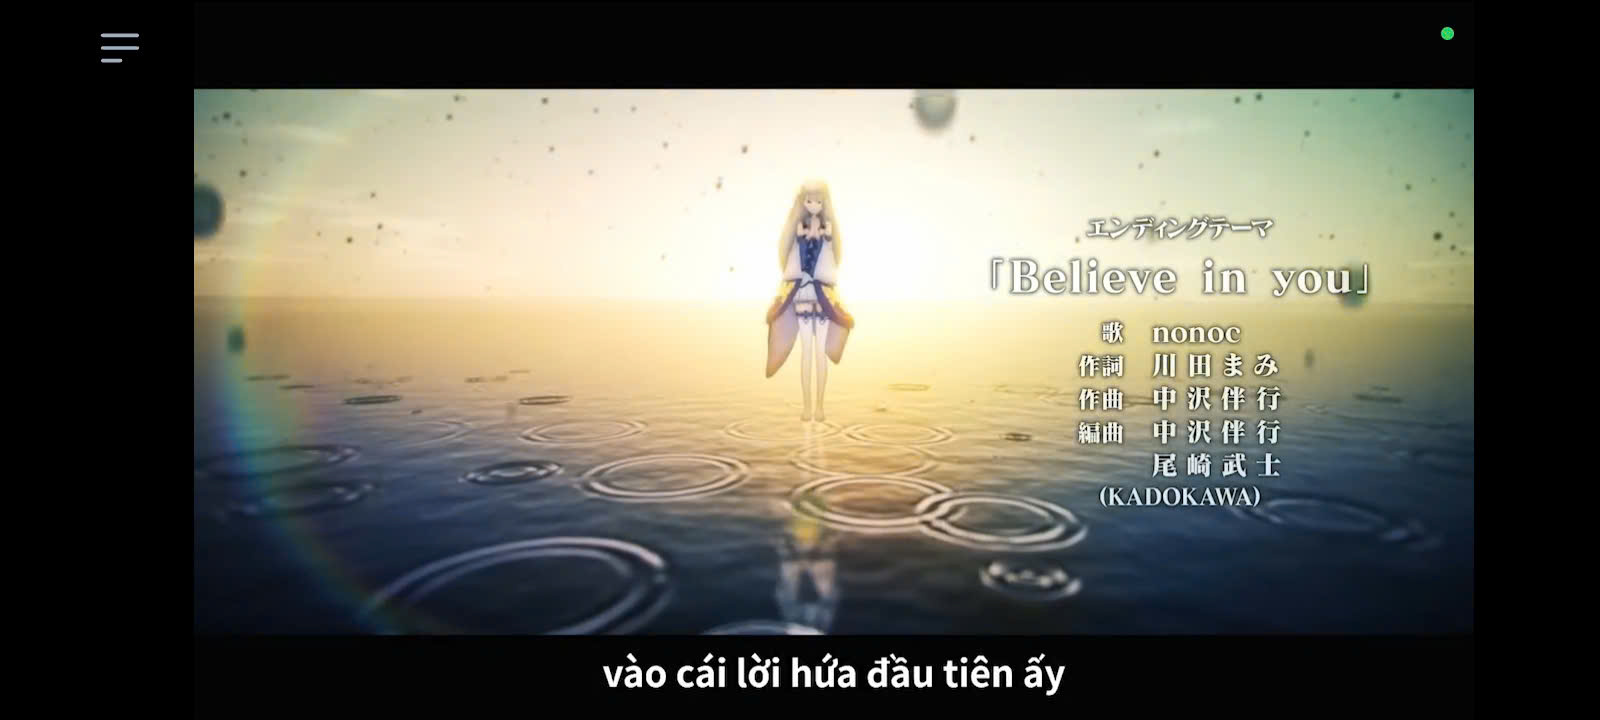 エンディングテーマ
「Believe in you」
歌 nonoc
作詞 川田まみ
作曲 中沢伴行
編曲 中沢伴行
尾崎武士
(KADOKAWA)
vào cái lời hứa đầu tiên ấy